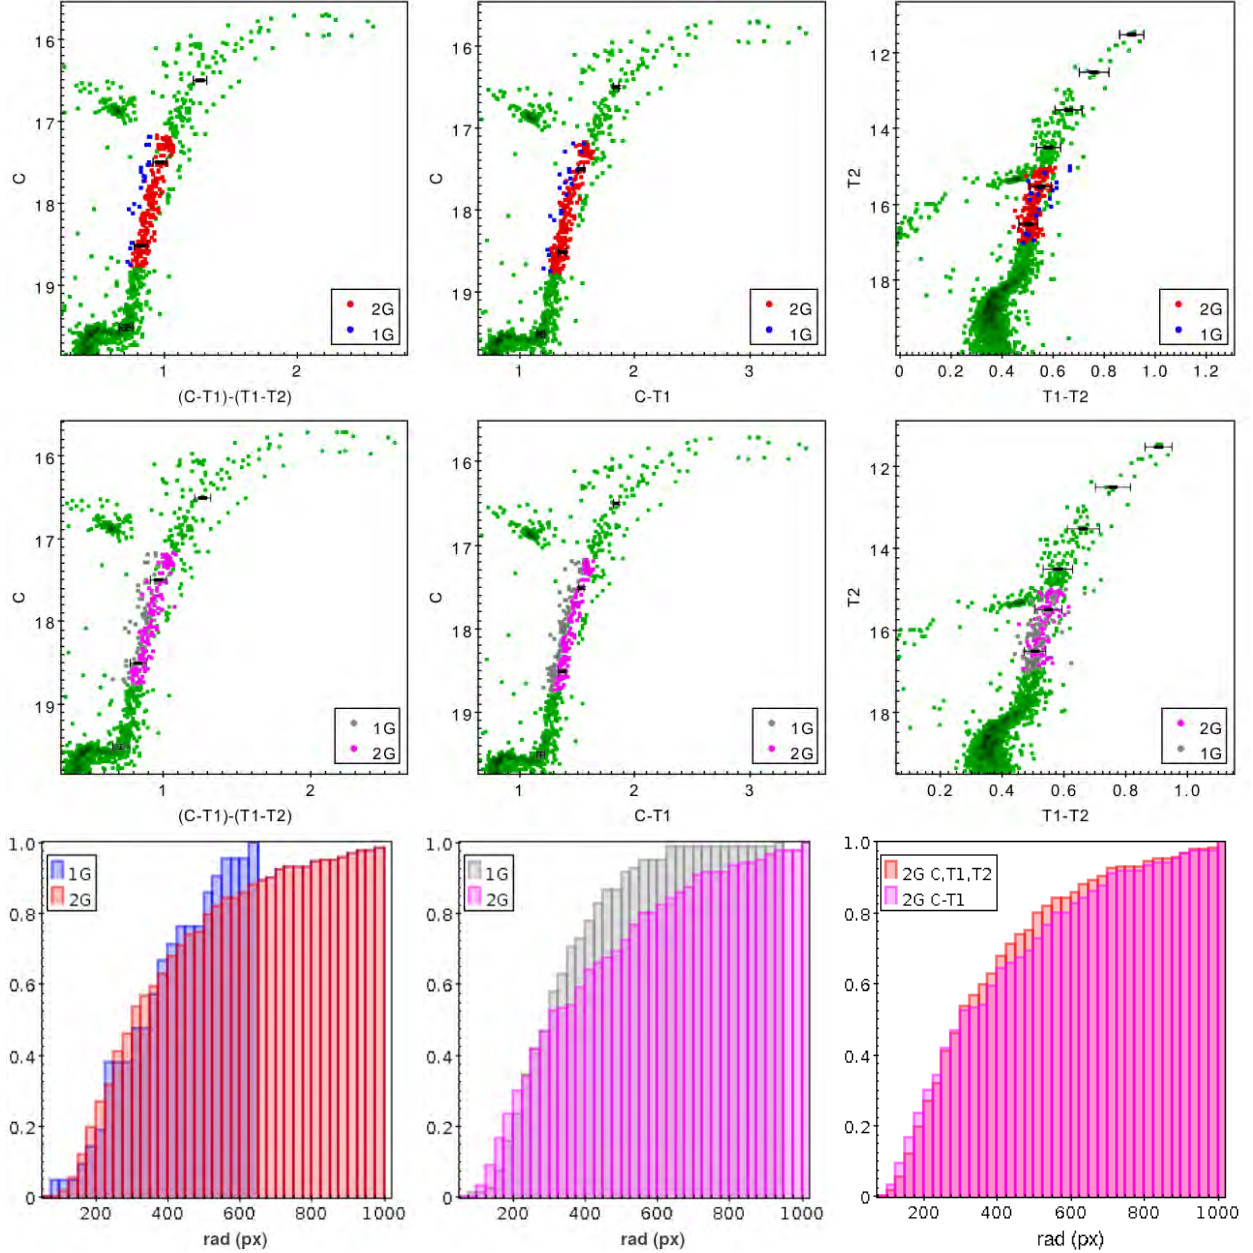 16
17
18
19
C
1
2
(C-T1)-(T1-T2)
2G
1G
16
17
18
19
C
1
2
3
C-T1
2G
1G
12
14
16
18
T2
0
0.2
0.4
0.6
0.8
1.0
1.2
T1-T2
2G
1G
16
17
18
19
C
1
2
(C-T1)-(T1-T2)
1G
2G
16
17
18
19
C
1
2
3
C-T1
1G
2G
12
14
16
18
T2
0.2
0.4
0.6
0.8
1.0
T1-T2
2G
1G
1.0
0.8
0.6
0.4
0.2
0
200
400
600
800
1000
rad (px)
1G
2G
1.0
0.8
0.6
0.4
0.2
0
200
400
600
800
1000
rad (px)
1G
2G
1.0
0.8
0.6
0.4
0.2
0
200
400
600
800
1000
rad (px)
2G C,T1,T2
2G C-T1